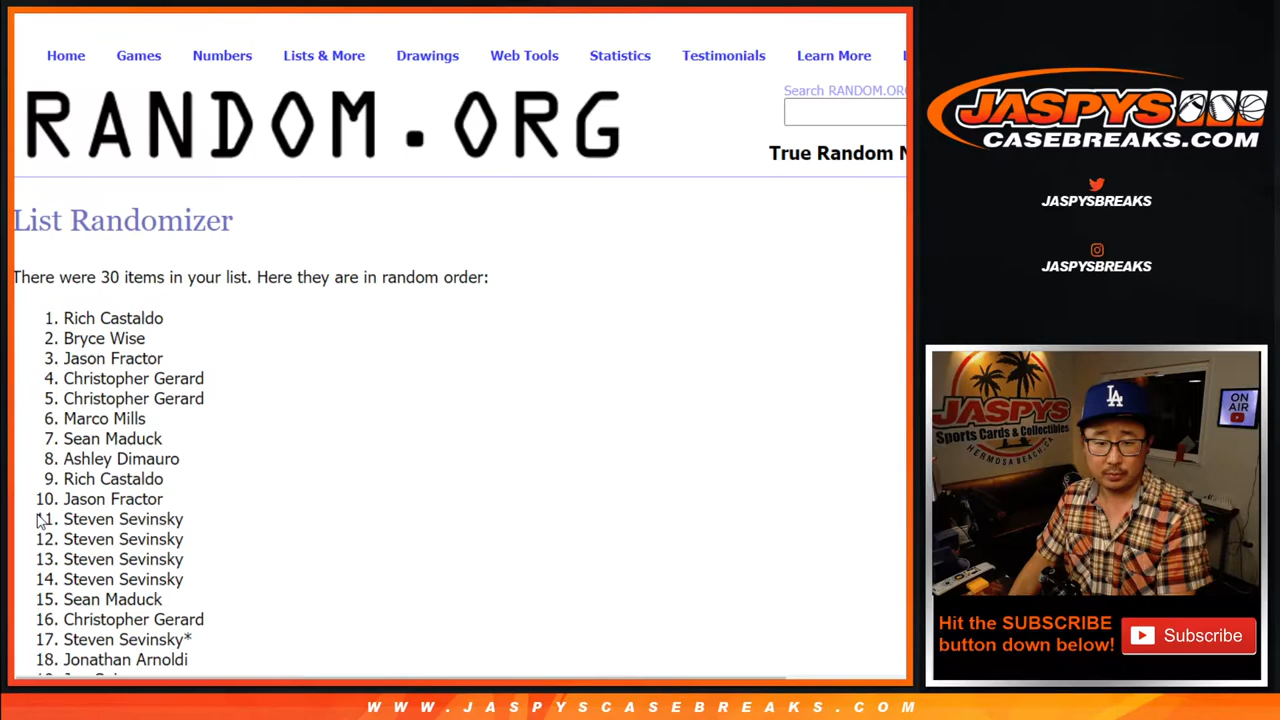 Home Games Numbers Lists & More Drawings Web Tools Statistics Testimonials Learn More
RANDOM.ORG
Search RANDOM.ORG
True Random N
List Randomizer
There were 30 items in your list. Here they are in random order:
1. Rich Castaldo
2. Bryce Wise
3. Jason Fractor
4. Christopher Gerard
5. Christopher Gerard
6. Marco Mills
7. Sean Maduck
8. Ashley Dimauro
9. Rich Castaldo
10. Jason Fractor
11. Steven Sevinsky
12. Steven Sevinsky
13. Steven Sevinsky
14. Steven Sevinsky
15. Sean Maduck
16. Christopher Gerard
17. Steven Sevinsky*
18. Jonathan Arnoldi
JASPYS
CASEBREAKS.COM
JASPYSBREAKS
JASPYSBREAKS
JASPYS
Sports Cards & Collectibles
HERMOSA BEACH, CA
LA
ON
AIR
Hit the SUBSCRIBE
button down below!
Subscribe
WWW.JASPYSCASEBREAKS.COM